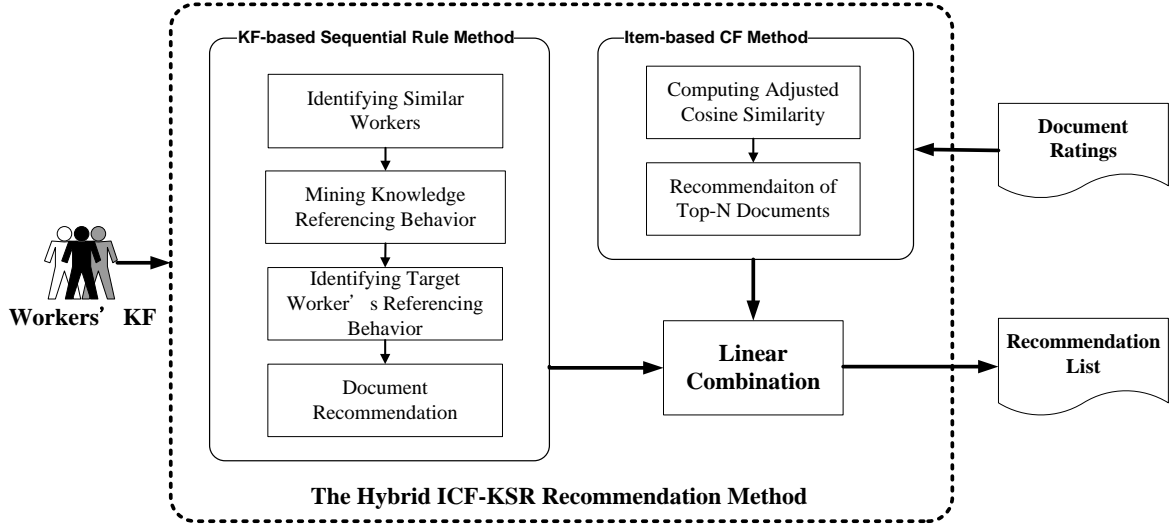 KF-based Sequential Rule Method
Identifying Similar
Workers
Mining Knowledge
Referencing Behavior
Identifying Target
Worker’s Referencing
Behavior
Document
Recommendation
Item-based CF Method
Computing Adjusted
Cosine Similarity
Recommendaiton of
Top-N Documents
Document
Ratings
Workers’ KF
Linear
Combination
Recommendation
List
The Hybrid ICF-KSR Recommendation Method